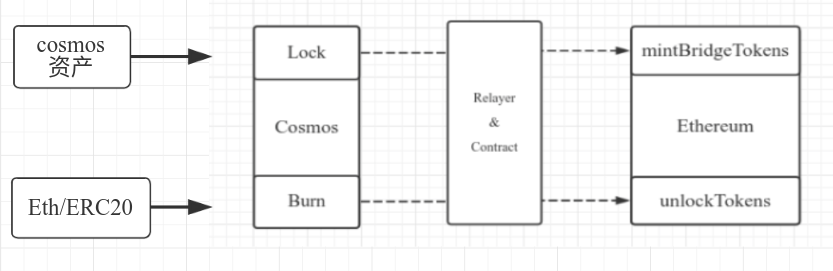 cosmos
资产
Eth/ERC20
Lock
Cosmos
Burn
Relayer
&
Contract
mintBridgeTokens
Ethereum
unlockTokens